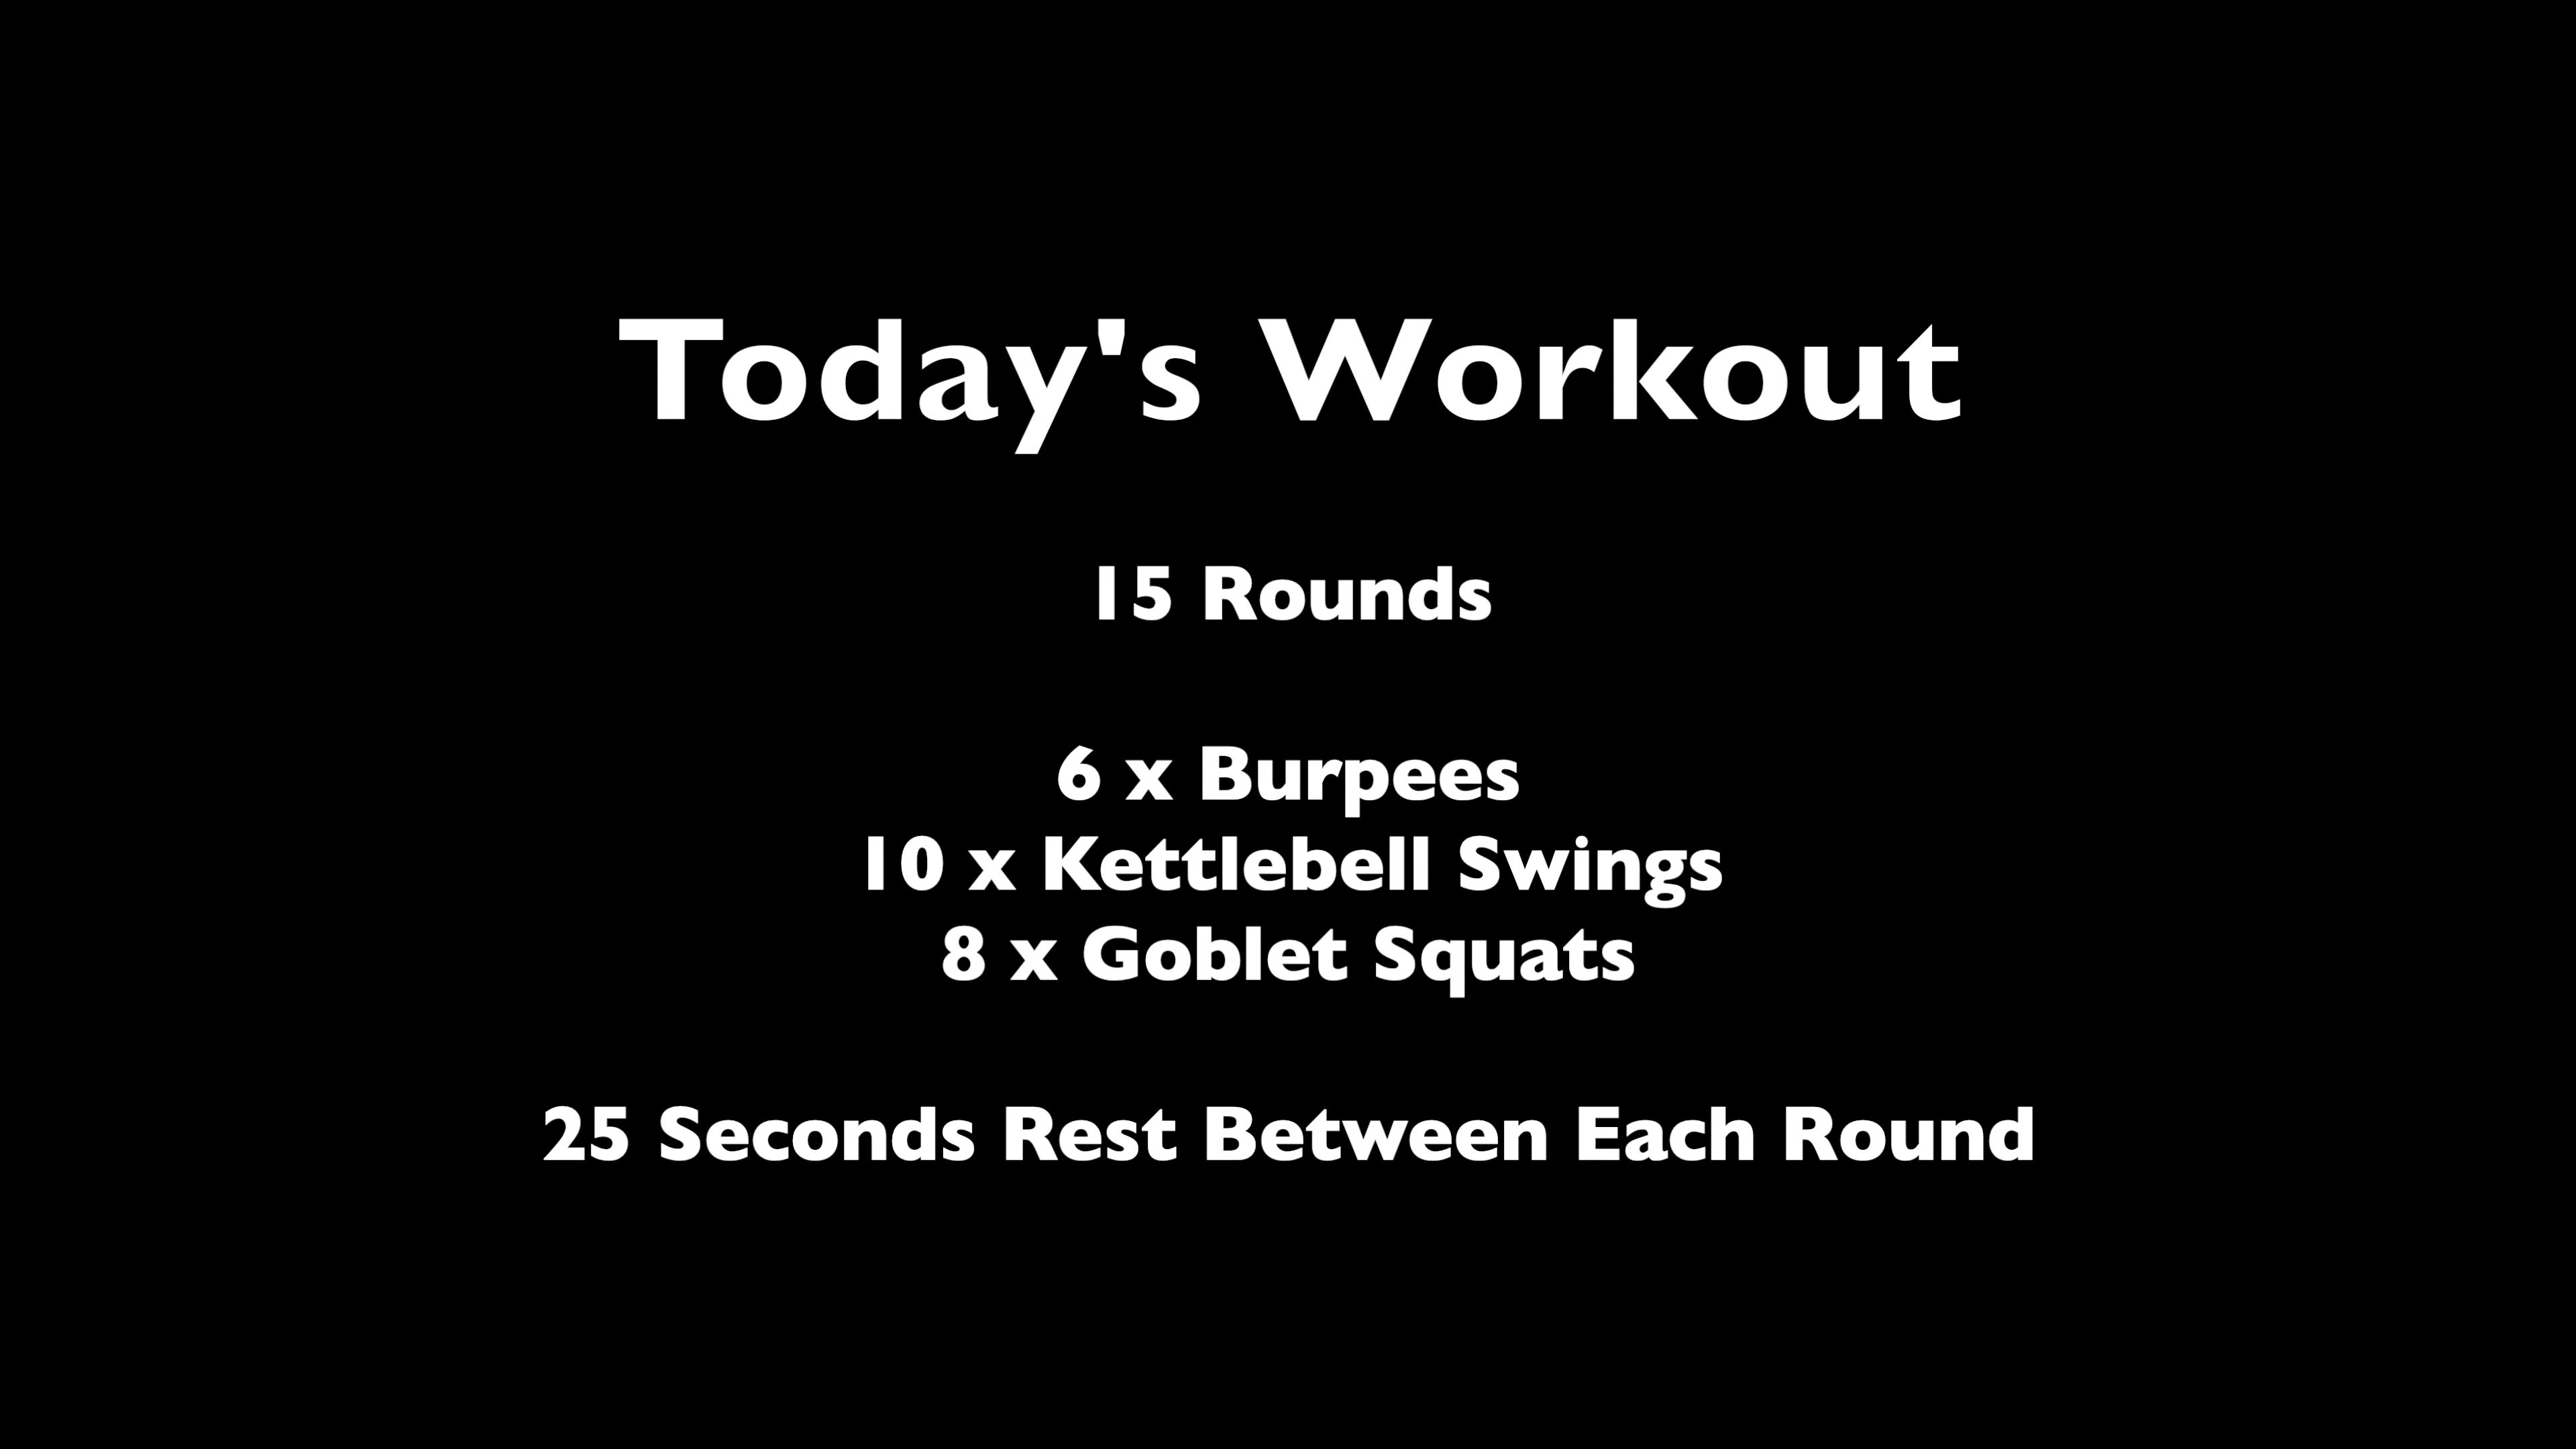 Today's Workout
15 Rounds
6 x Burpees
10 x Kettlebell Swings
8 x Goblet Squats
25 Seconds Rest Between Each Round